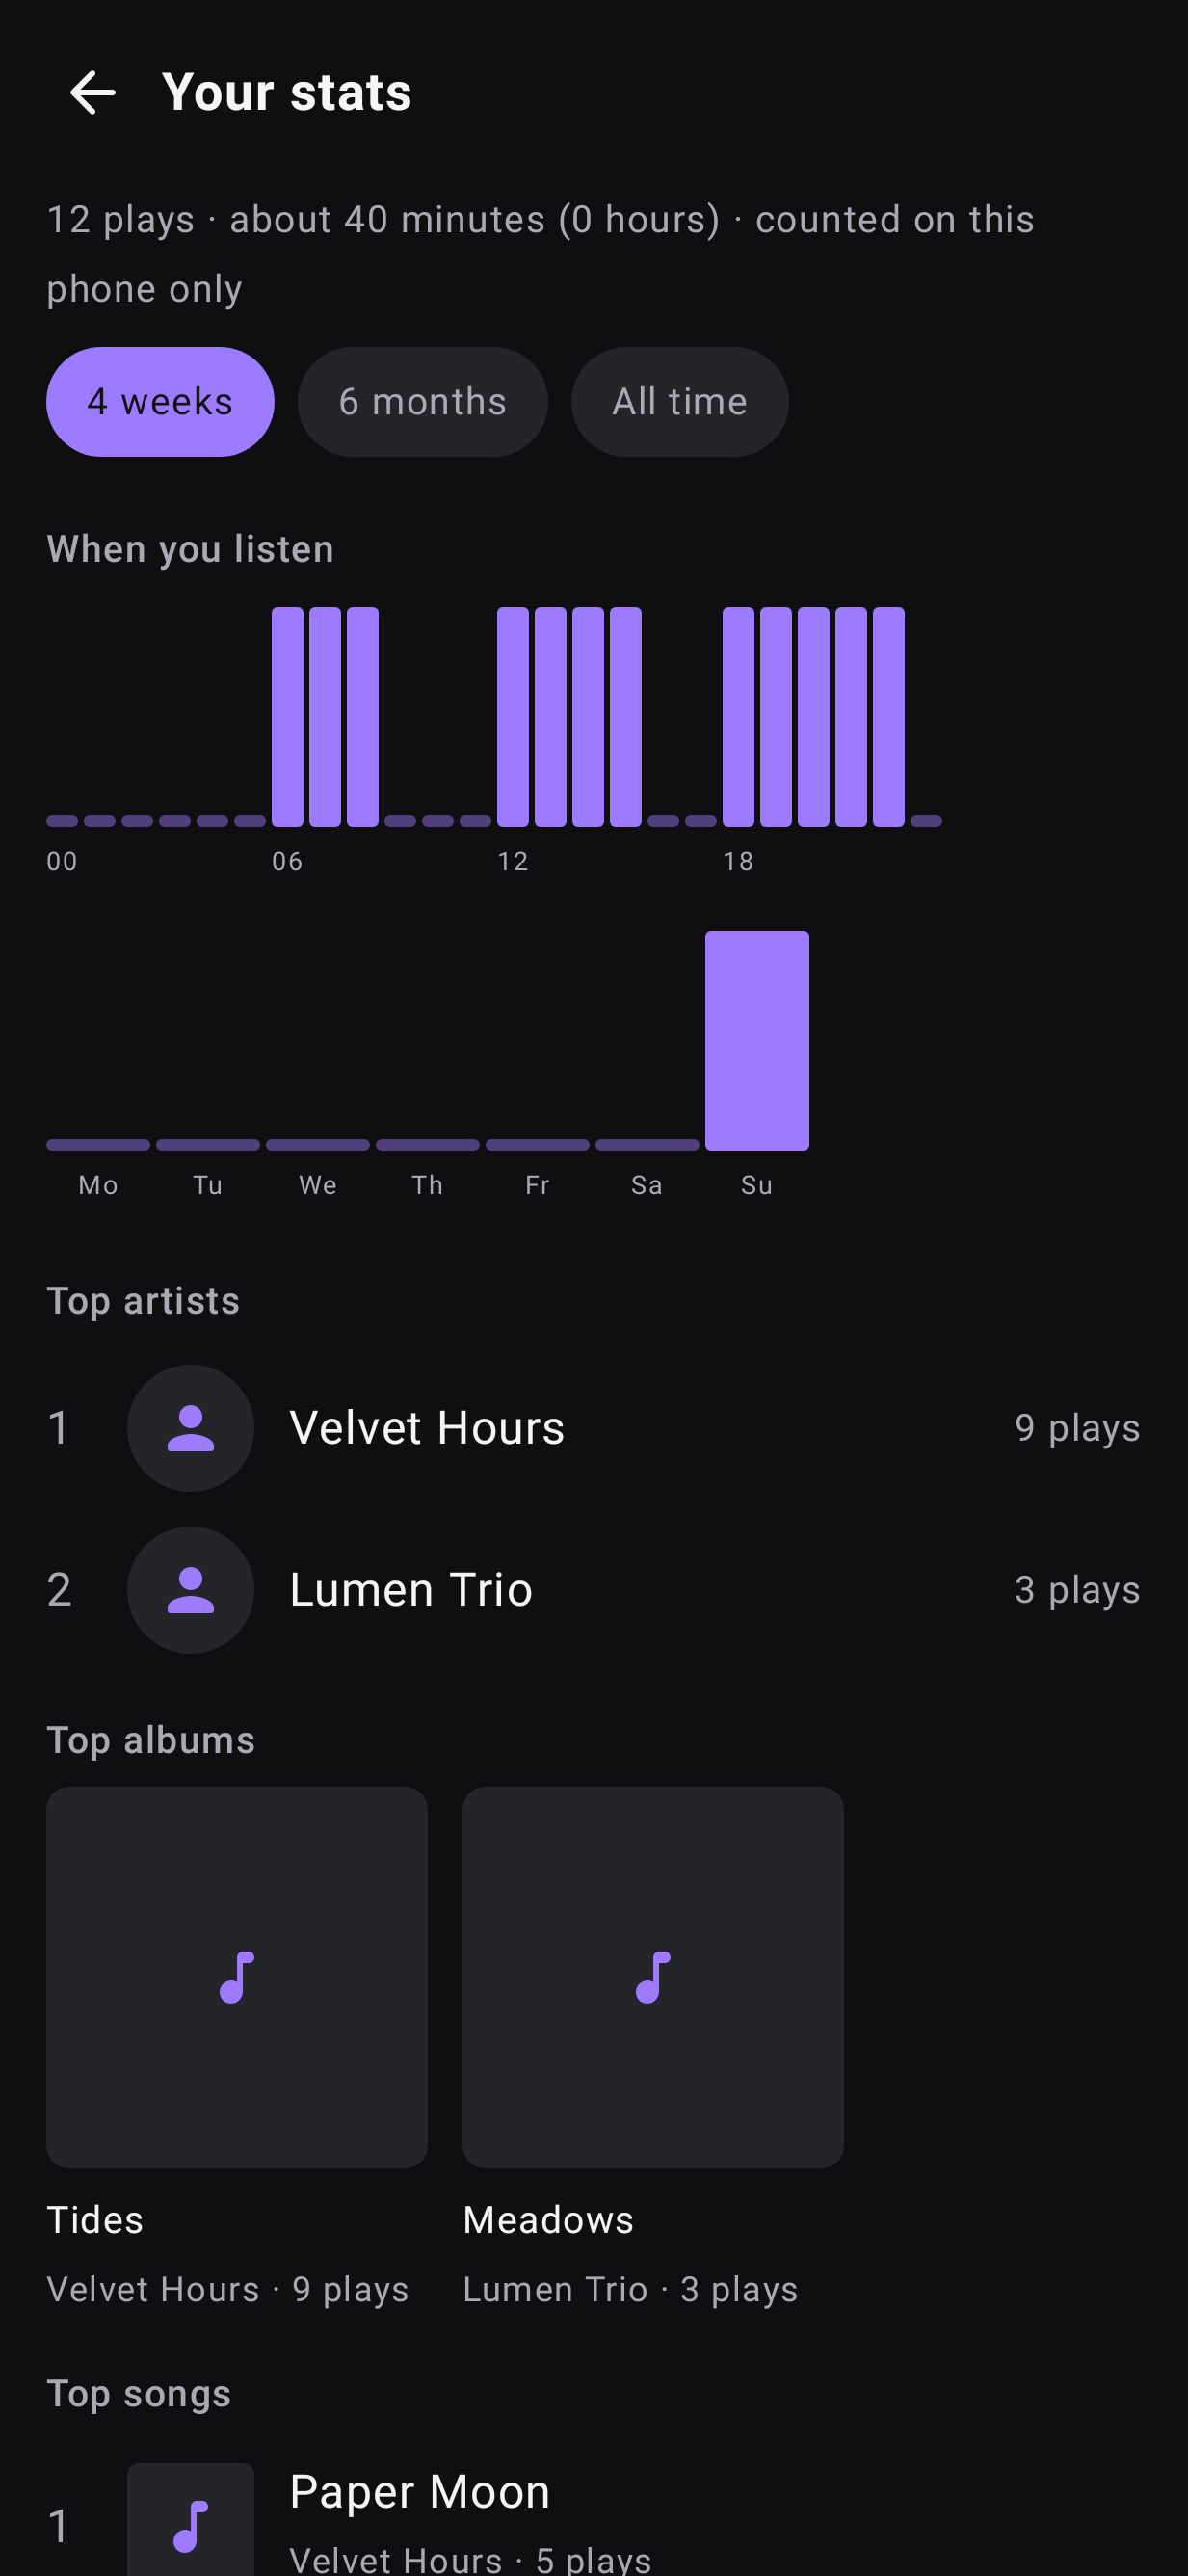 Your stats
12 plays · about 40 minutes (0 hours) · counted on this
phone only
4 weeks 6 months All time
When you listen
00 06 12 18
Mo Tu We Th Fr Sa Su
Top artists
1 Velvet Hours 9 plays
2 Lumen Trio 3 plays
Top albums
Tides Meadows
Velvet Hours · 9 plays Lumen Trio · 3 plays
Top songs
1 Paper Moon
Velvet Hours · 5 plays